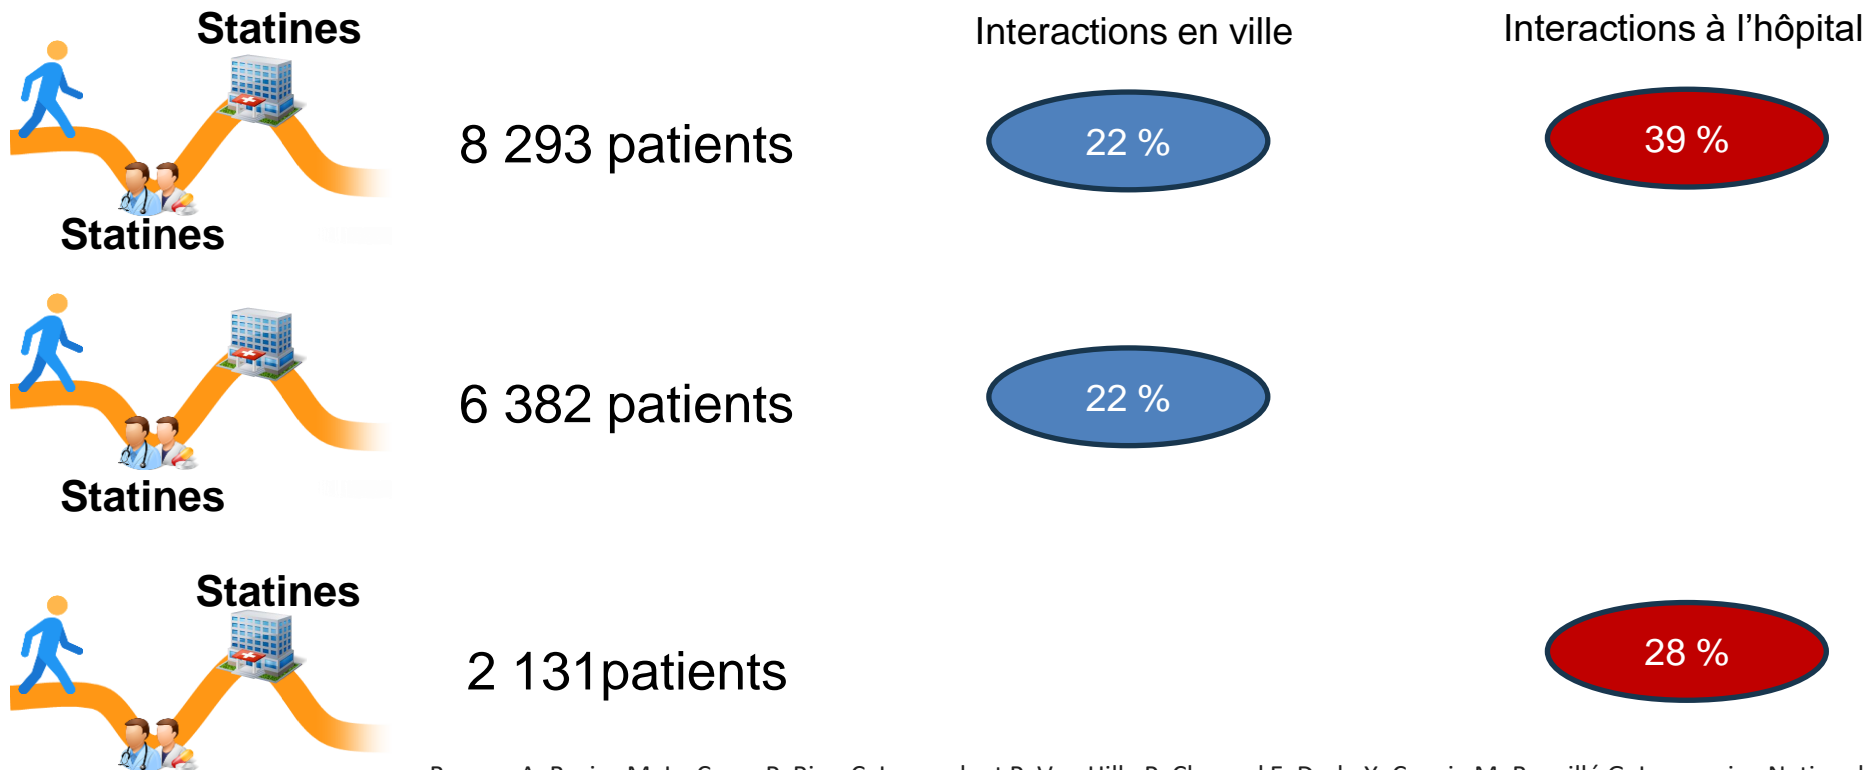 Statines
Interactions en ville
Interactions à l'hôpital
8 293 patients
22 %
39 %
Statines
6 382 patients
22 %
Statines
Statines
2 131patients
28 %